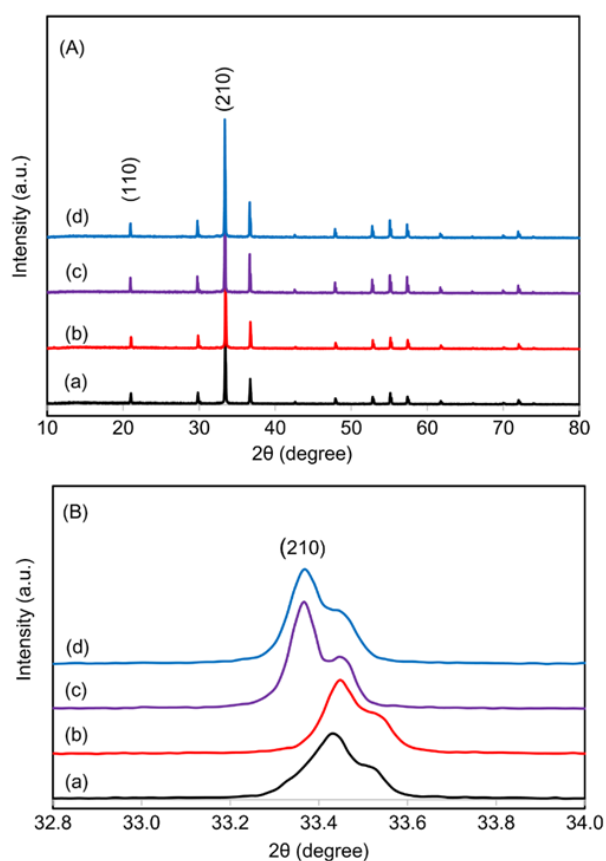 (A)
(210)
(110)
(d)
(c)
(b)
(a)
Intensity (a.u.)
10 20 30 40 50 60 70 80
2θ (degree)
(B)
(210)
(d)
(c)
(b)
(a)
Intensity (a.u.)
32.8 33.0 33.2 33.4 33.6 33.8 34.0
2θ (degree)